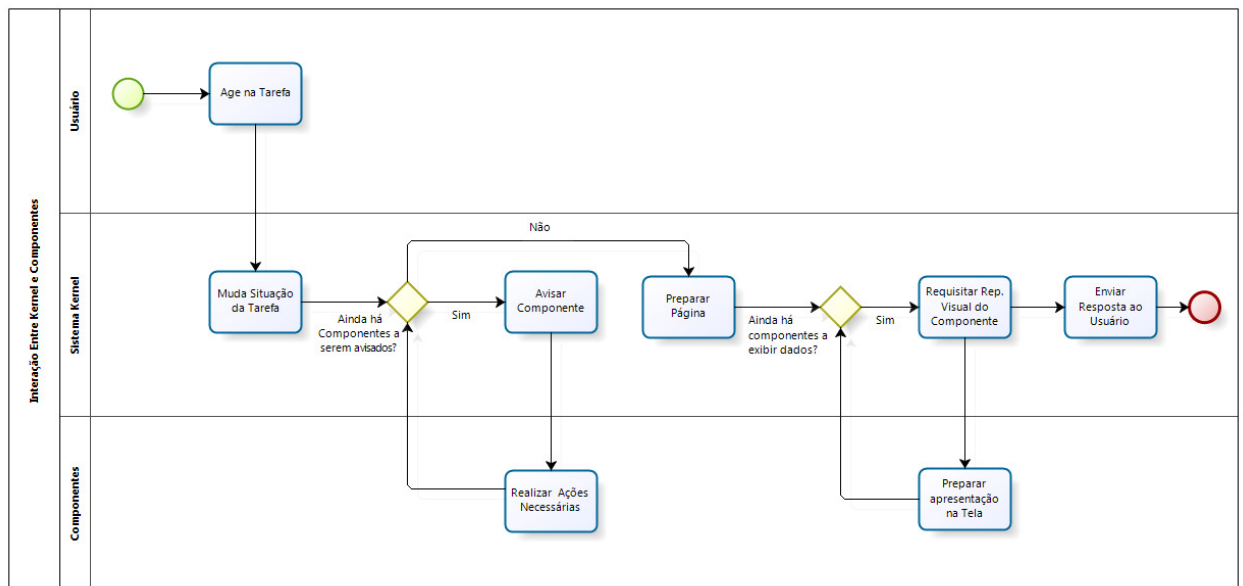 Interação Entre Kernel e Componentes
Usuário
Age na Tarefa
Sistema Kernel
Não
Muda Situação
da Tarefa
Ainda há
Componentes a
serem avisados?
Sim
Avisar
Componente
Preparar
Página
Ainda há
componentes a
exibir dados?
Sim
Requisitar Rep.
Visual do
Componente
Enviar
Resposta ao
Usuário
Componentes
Realizar Ações
Necessárias
Preparar
apresentação
na Tela